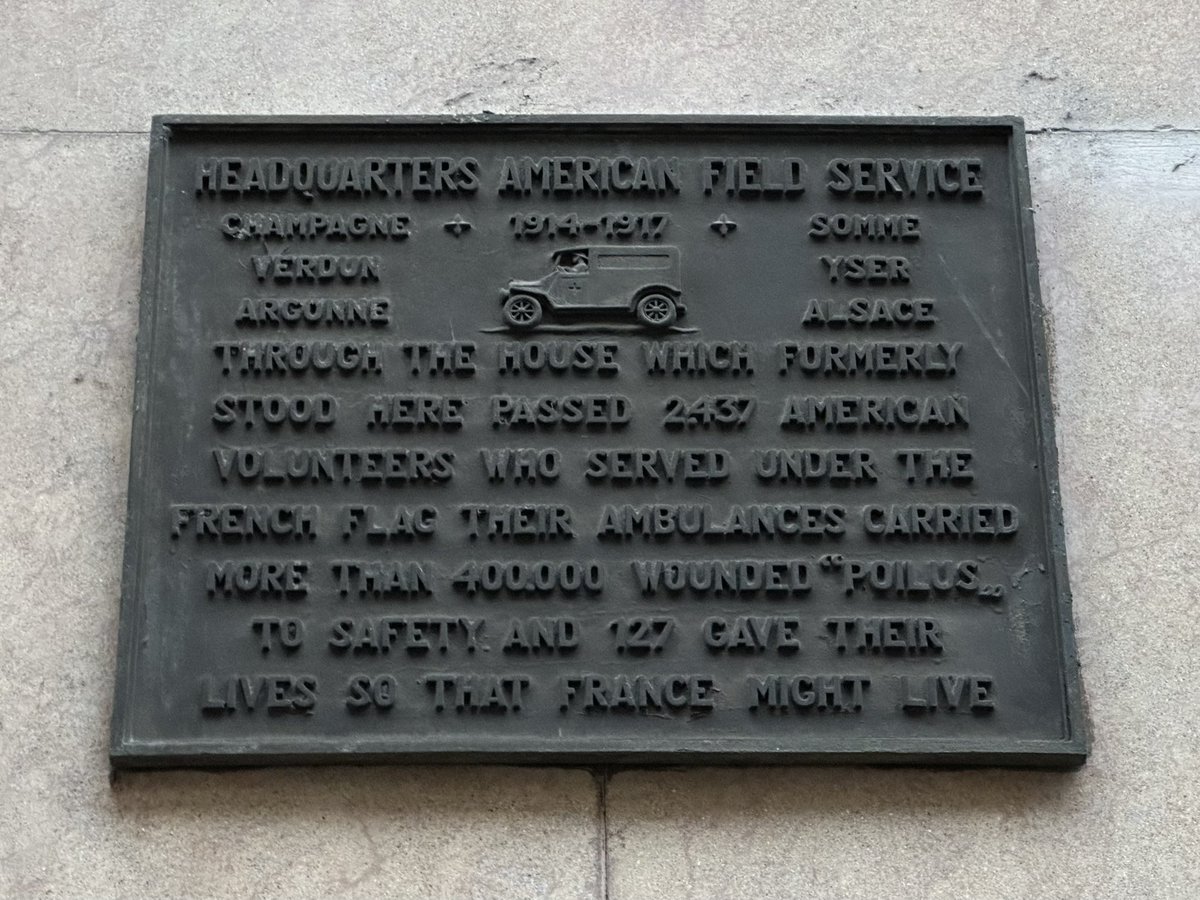 HEADQUARTERS AMERICAN FIELD SERVICE
CHAMPAGNE + 1914-1917 + SOMME
VERDUN YSER
ARGONNE ALSACE
THROUGH THE HOUSE WHICH FORMERLY
STOOD HERE PASSED 2.437 AMERICAN
VOLUNTEERS WHO SERVED UNDER THE
FRENCH FLAG THEIR AMBULANCES CARRIED
MORE THAN 400.000 WOUNDED “POILUS„
TO SAFETY AND 127 GAVE THEIR
LIVES SO THAT FRANCE MIGHT LIVE